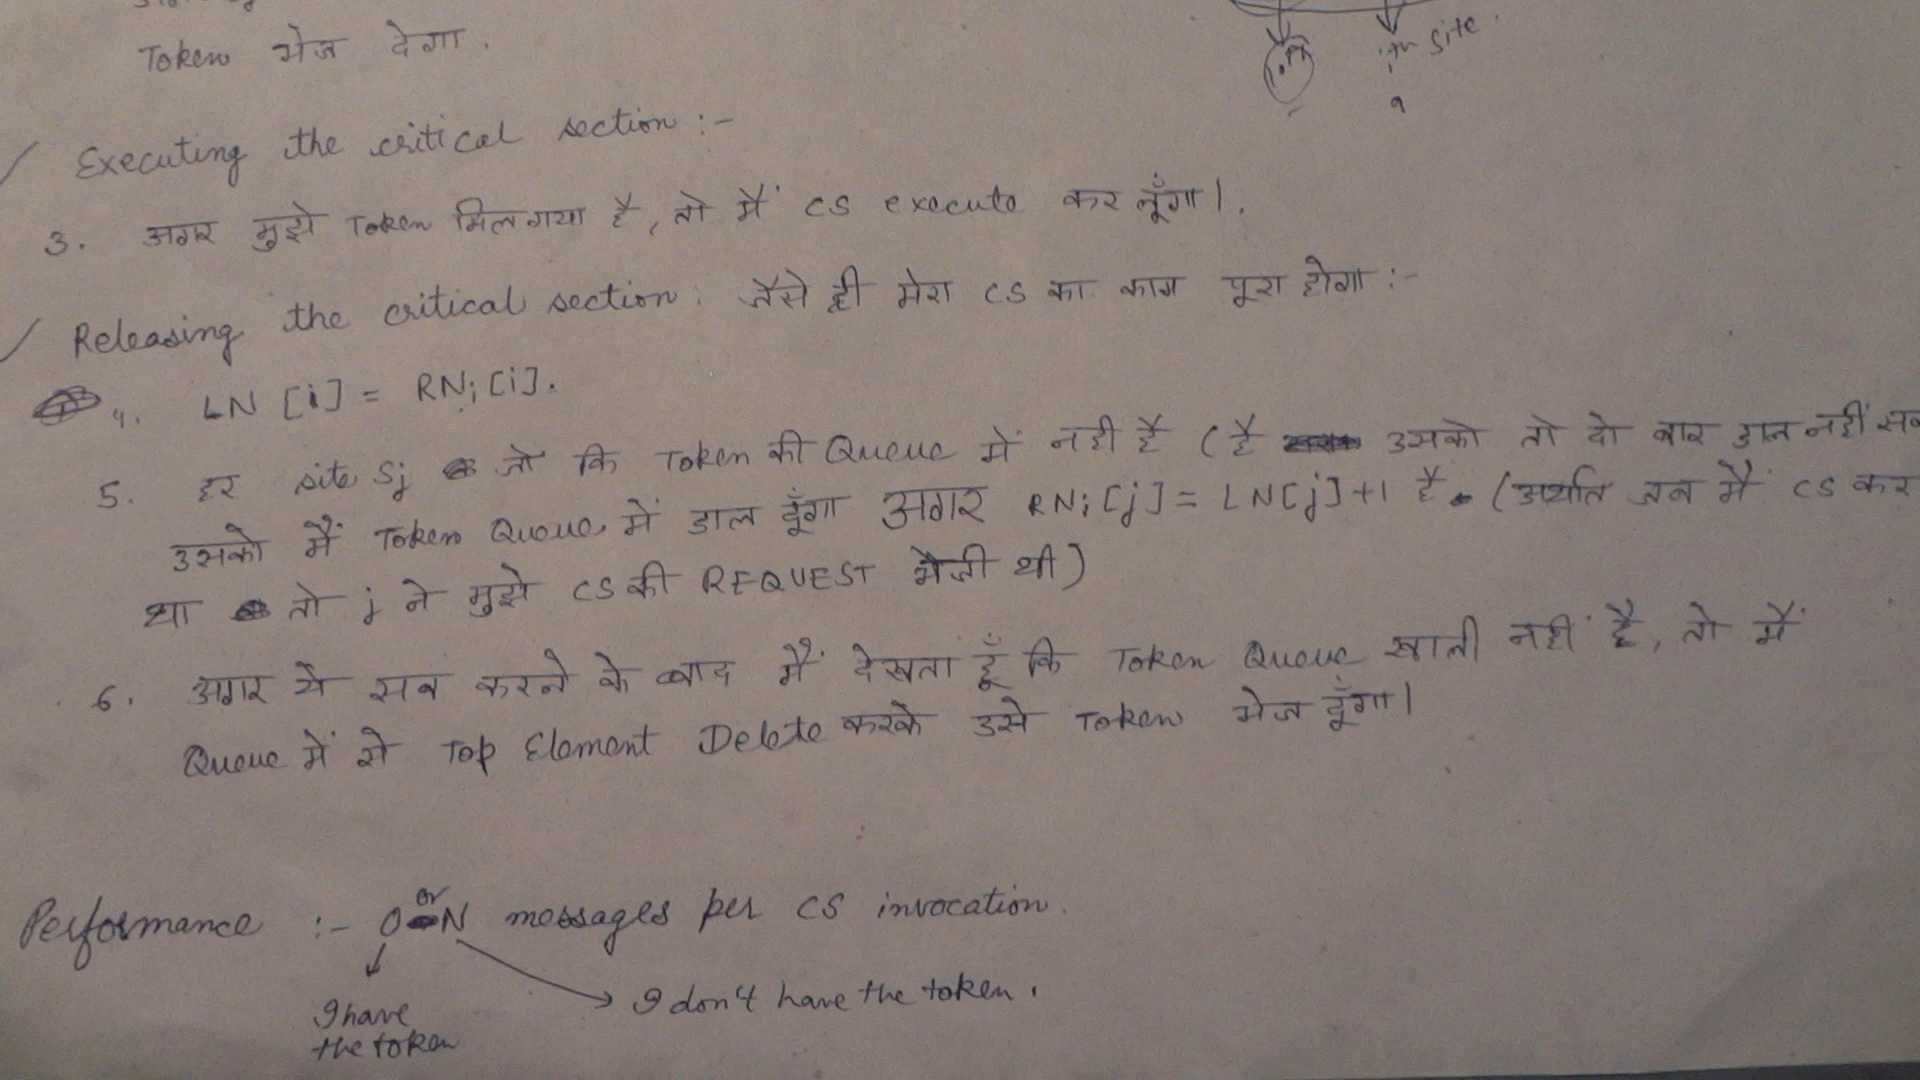 Token भेज देगा.
ith site.
Executing the critical section :-
3. अगर मुझे Token मिल गया है, तो मैं CS execute कर लूँगा।.
Releasing the critical section: जैसे ही मेरा CS का काम पूरा होगा :-
4. LN [i] = RNi [i].
5. हर site Sj जो कि Token की Queue में नही है (है उसको तो दो बार डाल नहीं
उसको मैं Token Queue में डाल दूँगा अगर RNi [j] = LN[j]+1 है. (अर्थात जब मैं CS कर
था तो j ने मुझे CS की REQUEST भेजी थी)
6. अगर ये सब करने के बाद मैं देखता हूँ कि Token Queue खाली नही है, तो मैं
Queue में से Top Element Delete करके उसे Token भेज दूँगा।
Performance :- 0 or N messages per CS invocation.
I have the token
I don't have the token.